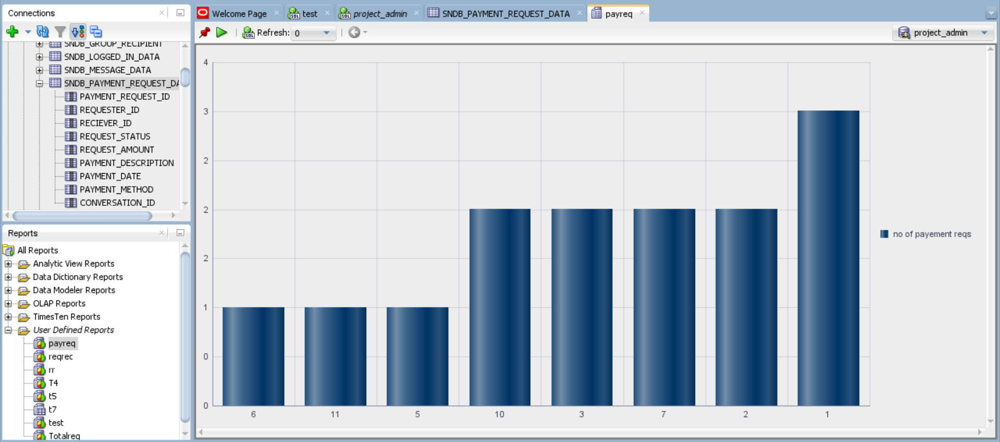 Connections
Welcome Page
test
project_admin
SNDB_PAYMENT_REQUEST_DATA
payreq
Refresh: 0
project_admin
SNDB_GROUP_RECIPIENT
SNDB_LOGGED_IN_DATA
SNDB_MESSAGE_DATA
SNDB_PAYMENT_REQUEST_DA
PAYMENT_REQUEST_ID
REQUESTER_ID
RECIEVER_ID
REQUEST_STATUS
REQUEST_AMOUNT
PAYMENT_DESCRIPTION
PAYMENT_DATE
PAYMENT_METHOD
CONVERSATION_ID
Reports
All Reports
Analytic View Reports
Data Dictionary Reports
Data Modeler Reports
OLAP Reports
TimesTen Reports
User Defined Reports
payreq
reqrec
rr
T4
t5
t7
test
Totalreq
4
3
2
2
2
1
0
0
6 11 5 10 3 7 2 1
no of payement reqs